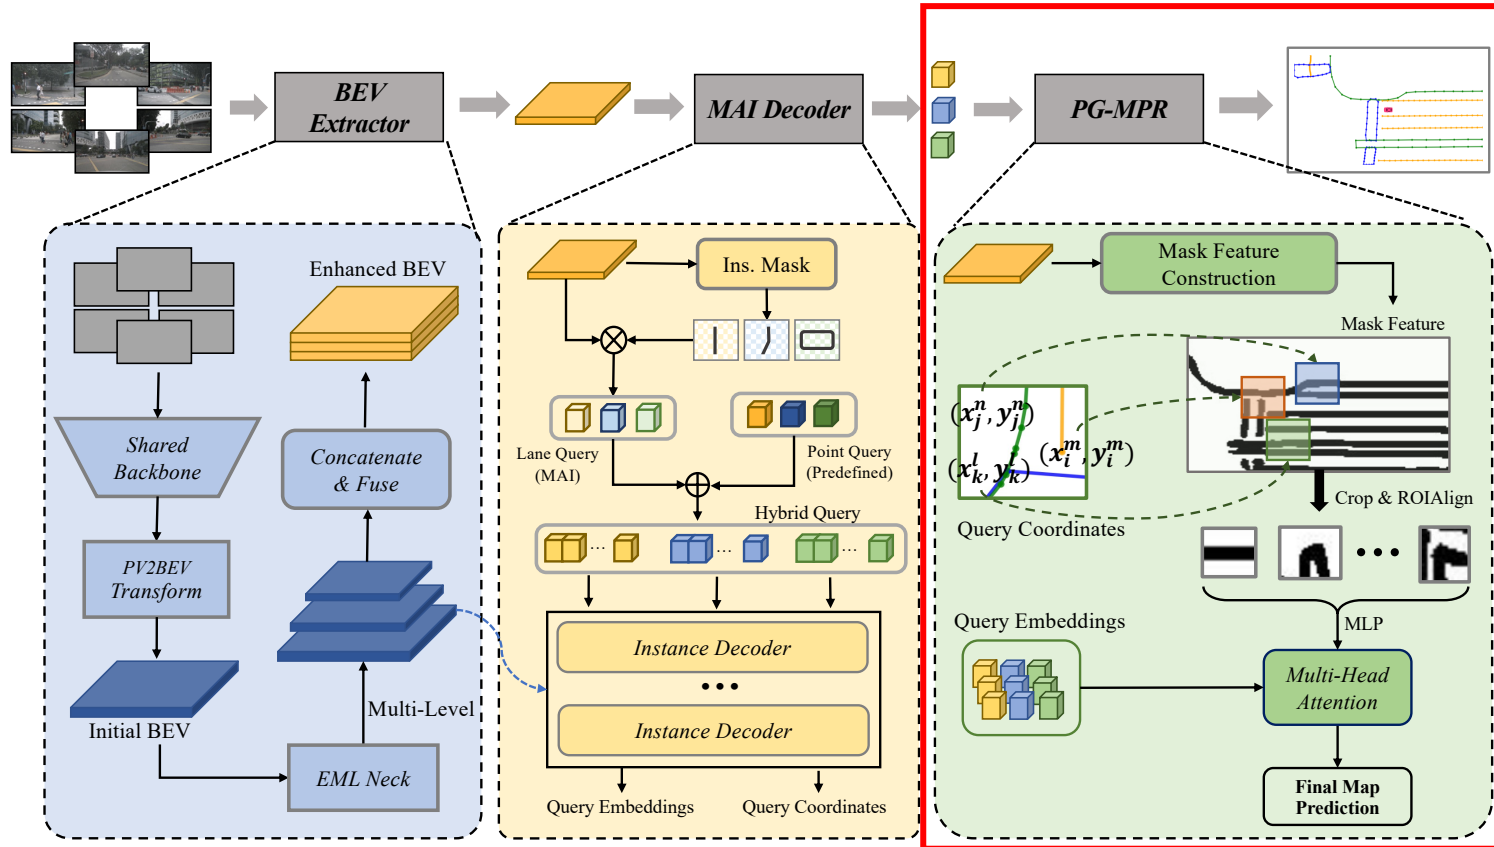 BEV
Extractor
MAI Decoder
PG-MPR
Enhanced BEV
Shared
Backbone
Concatenate
& Fuse
PV2BEV
Transform
Initial BEV
Multi-Level
EML Neck
Ins. Mask
Lane Query
(MAI)
Point Query
(Predefined)
Hybrid Query
Instance Decoder
Instance Decoder
Query Embeddings
Query Coordinates
Mask Feature
Construction
Mask Feature
(x_j^n, y_j^n)
(x_i^m, y_i^m)
(x_k^l, y_k^l)
Query Coordinates
Crop & ROIAlign
MLP
Query Embeddings
Multi-Head
Attention
Final Map
Prediction